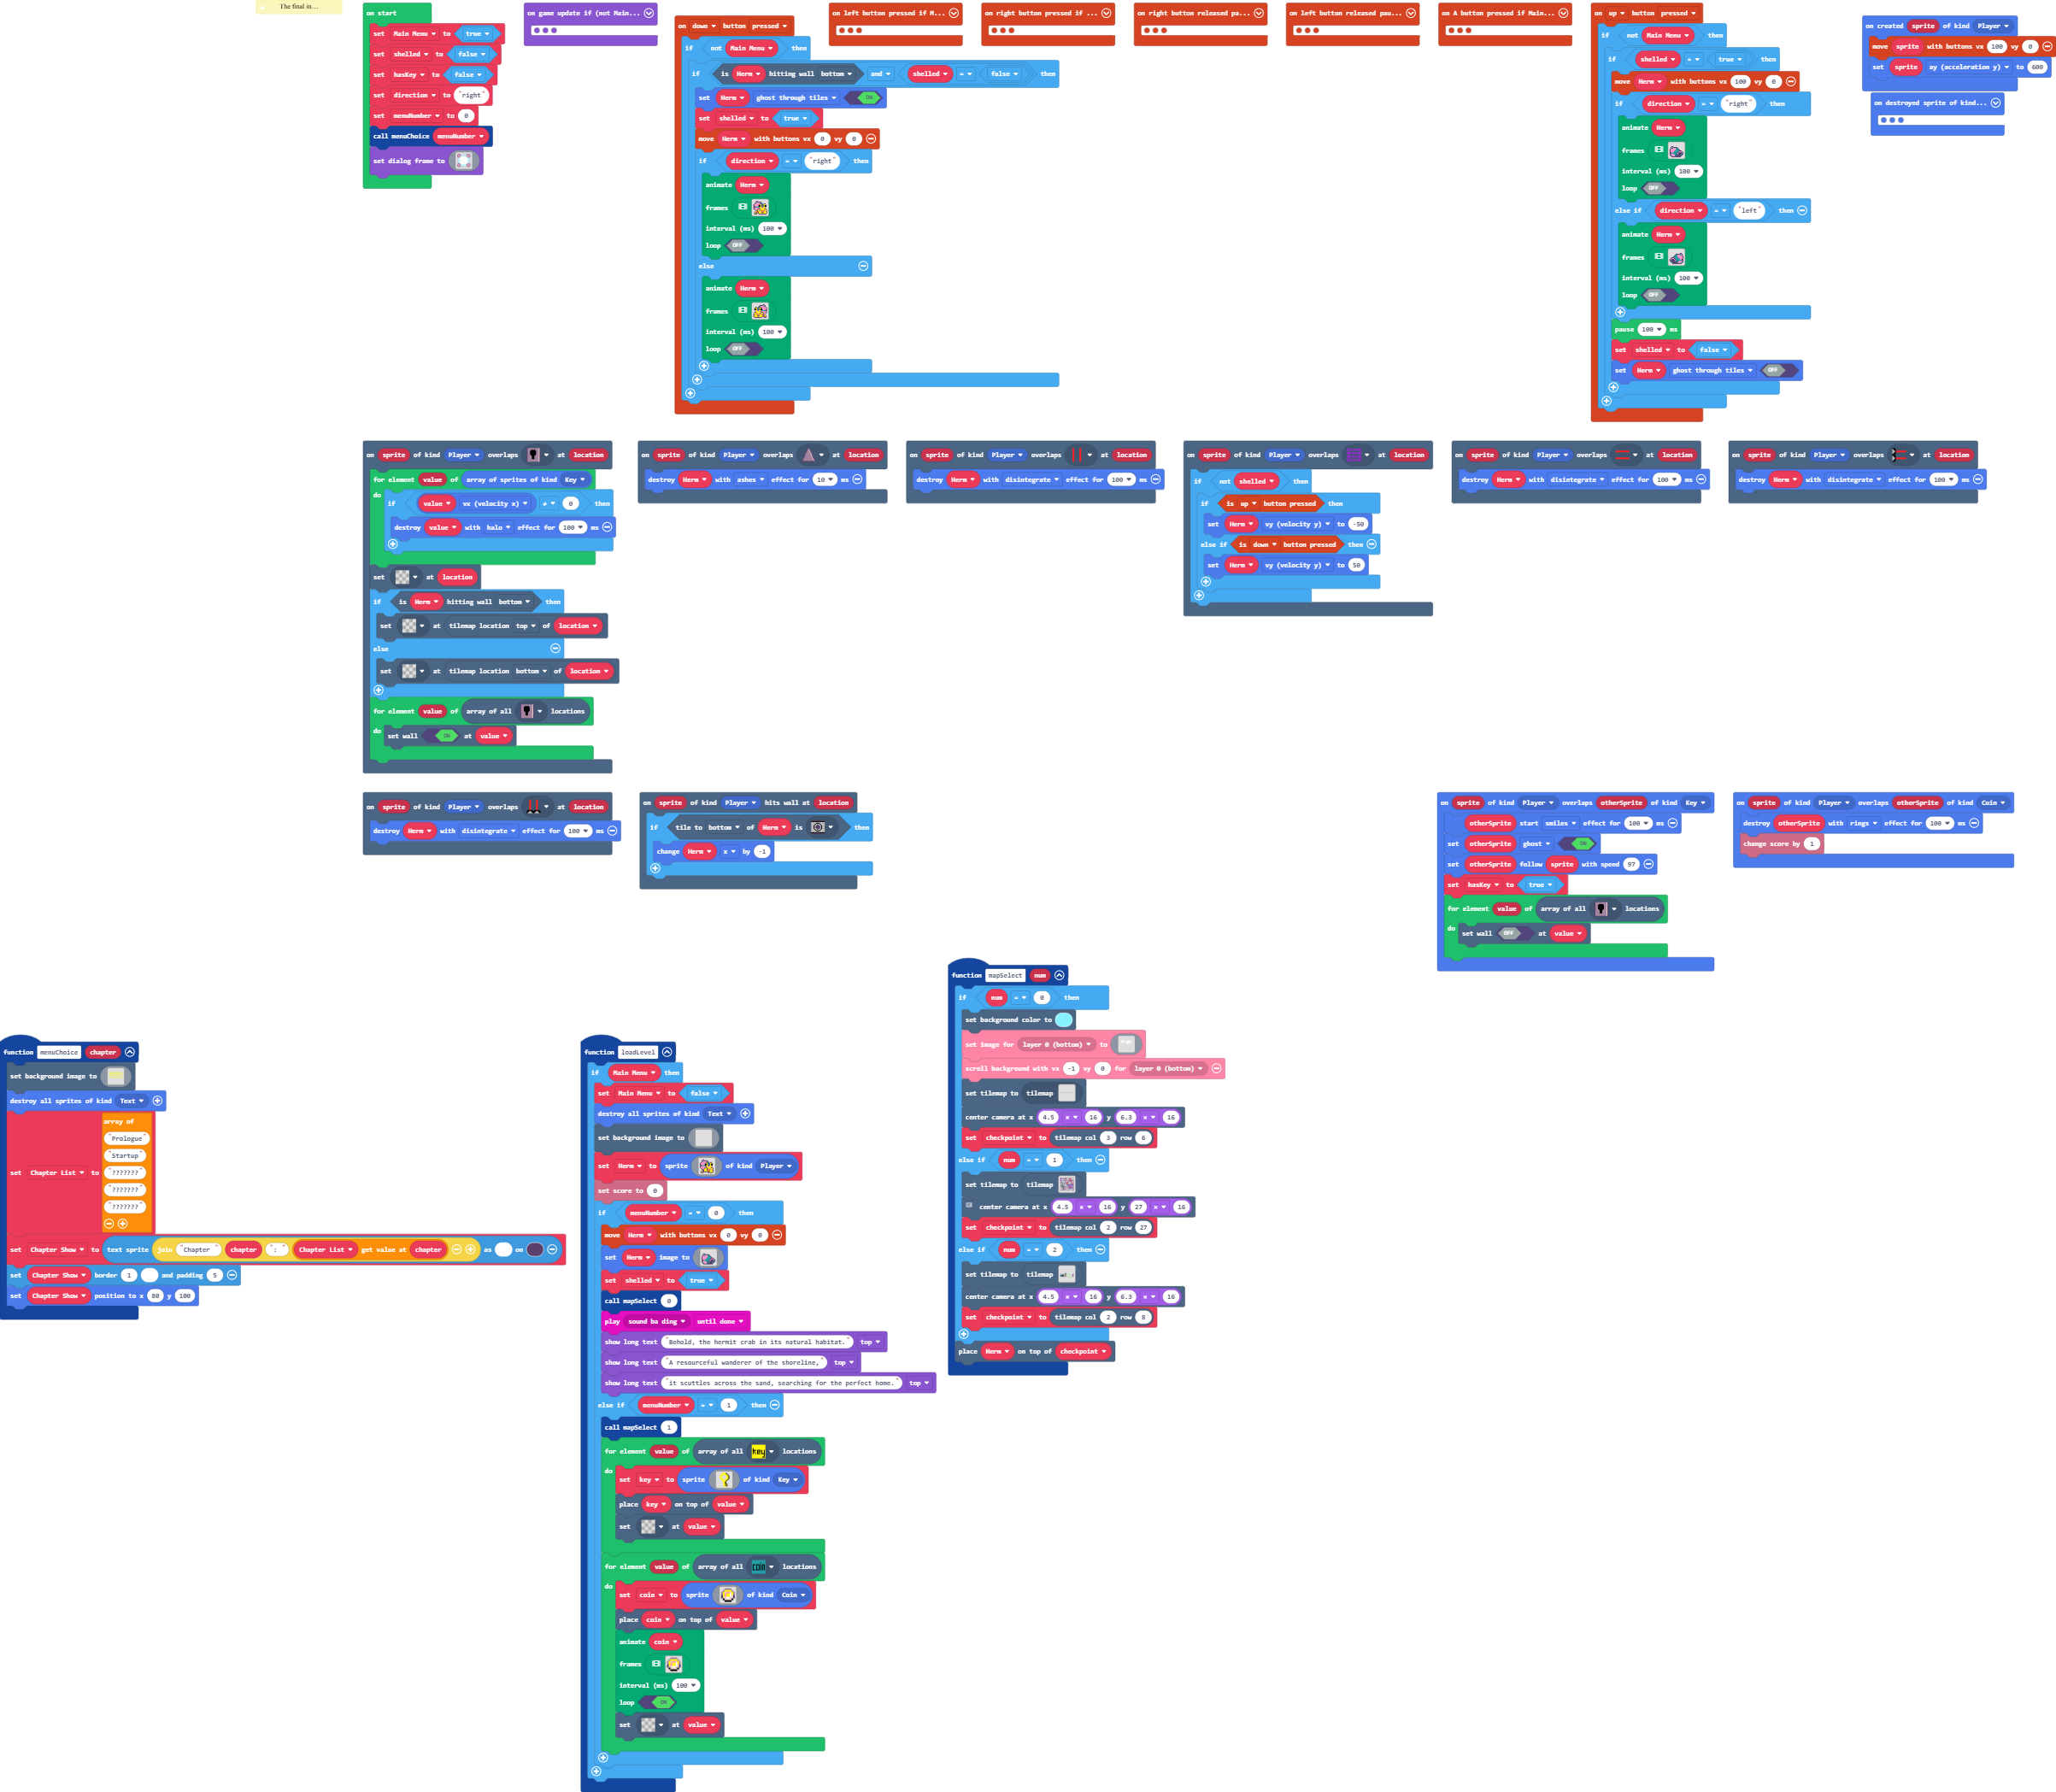 The final in...
on start
set Main Menu to true
set shelled to false
set hasKey to false
set direction to "right"
set menuNumber to 0
call menuChoice menuNumber
set dialog frame to
on game update if (not Main...
on down button pressed
if not Main Menu then
if is Herm hitting wall bottom and shelled = false then
set Herm ghost through tiles ON
set shelled to true
move Herm with buttons vx 0 vy 0
if direction = "right" then
animate Herm
frames
interval (ms) 100
loop OFF
else
animate Herm
frames
interval (ms) 100
loop OFF
on left button pressed if M...
on right button pressed if ...
on right button released pa...
on left button released pau...
on A button pressed if Main...
on up button pressed
if not Main Menu then
if shelled = true then
move Herm with buttons vx 100 vy 0
if direction = "right" then
animate Herm
frames
interval (ms) 100
loop OFF
else if direction = "left" then
animate Herm
frames
interval (ms) 100
loop OFF
pause 100 ms
set shelled to false
set Herm ghost through tiles OFF
on created sprite of kind Player
move sprite with buttons vx 100 vy 0
set sprite ay (acceleration y) to 600
on destroyed sprite of kind...
on sprite of kind Player overlaps at location
for element value of array of sprites of kind Key
do
if value vx (velocity x) ≠ 0 then
destroy value with halo effect for 100 ms
set at location
if is Herm hitting wall bottom then
set at tilemap location top of location
else
set at tilemap location bottom of location
for element value of array of all locations
do set wall ON at value
on sprite of kind Player overlaps at location
destroy Herm with ashes effect for 10 ms
on sprite of kind Player overlaps at location
destroy Herm with disintegrate effect for 100 ms
on sprite of kind Player overlaps at location
if not shelled then
if is up button pressed then
set Herm vy (velocity y) to -50
else if is down button pressed then
set Herm vy (velocity y) to 50
on sprite of kind Player overlaps at location
destroy Herm with disintegrate effect for 100 ms
on sprite of kind Player overlaps at location
destroy Herm with disintegrate effect for 100 ms
on sprite of kind Player overlaps at location
destroy Herm with disintegrate effect for 100 ms
on sprite of kind Player hits wall at location
if tile to bottom of Herm is then
change Herm x by -1
on sprite of kind Player overlaps otherSprite of kind Key
otherSprite start smiles effect for 100 ms
set otherSprite ghost ON
set otherSprite follow sprite with speed 97
set hasKey to true
for element value of array of all locations
do set wall OFF at value
on sprite of kind Player overlaps otherSprite of kind Coin
destroy otherSprite with rings effect for 100 ms
change score by 1
function menuChoice chapter
set background image to
destroy all sprites of kind Text
set Chapter List to array of
"Prologue"
"Startup"
"???????"
"???????"
"???????"
set Chapter Show to text sprite join "Chapter " chapter ": " Chapter List get value at chapter as on
set Chapter Show border 1 and padding 5
set Chapter Show position to x 80 y 100
function loadLevel
if Main Menu then
set Main Menu to false
destroy all sprites of kind Text
set background image to
set Herm to sprite of kind Player
set score to 0
if menuNumber = 0 then
move Herm with buttons vx 0 vy 0
set Herm image to
set shelled to true
call mapSelect 0
play sound ba ding until done
show long text "Behold, the hermit crab in its natural habitat." top
show long text "A resourceful wanderer of the shoreline," top
show long text "it scuttles across the sand, searching for the perfect home." top
else if menuNumber = 1 then
call mapSelect 1
for element value of array of all key locations
do
set key to sprite of kind Key
place key on top of value
set at value
for element value of array of all coin locations
do
set coin to sprite of kind Coin
place coin on top of value
animate coin
frames
interval (ms) 100
loop ON
set at value
function mapSelect num
if num = 0 then
set background color to
set image for layer 0 (bottom) to
scroll background with vx -1 vy 0 for layer 0 (bottom)
set tilemap to tilemap
center camera at x 4.5 × 16 y 6.3 × 16
set checkpoint to tilemap col 3 row 6
else if num = 1 then
set tilemap to tilemap
center camera at x 4.5 × 16 y 27 × 16
set checkpoint to tilemap col 2 row 27
else if num = 2 then
set tilemap to tilemap
center camera at x 4.5 × 16 y 6.3 × 16
set checkpoint to tilemap col 2 row 8
place Herm on top of checkpoint